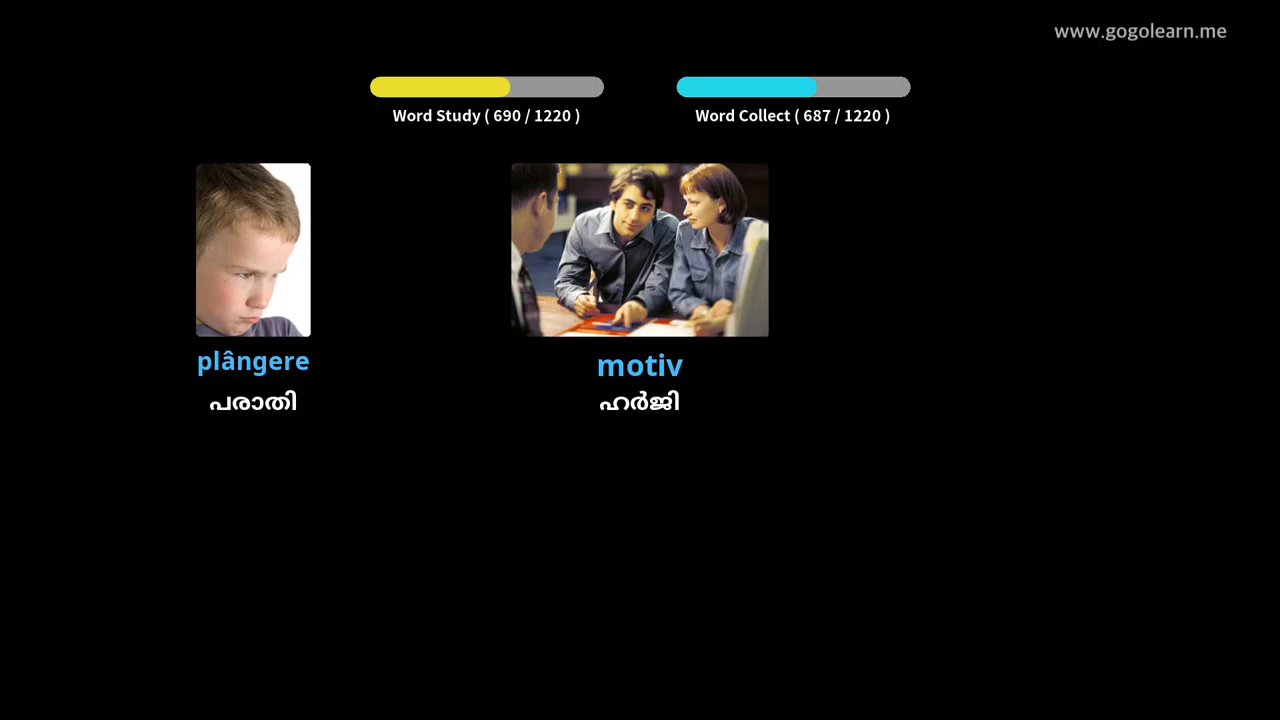 www.gogolearn.me
Word Study ( 690 / 1220 )
Word Collect ( 687 / 1220 )
plângere
motiv
പരാതി
ഹർജി